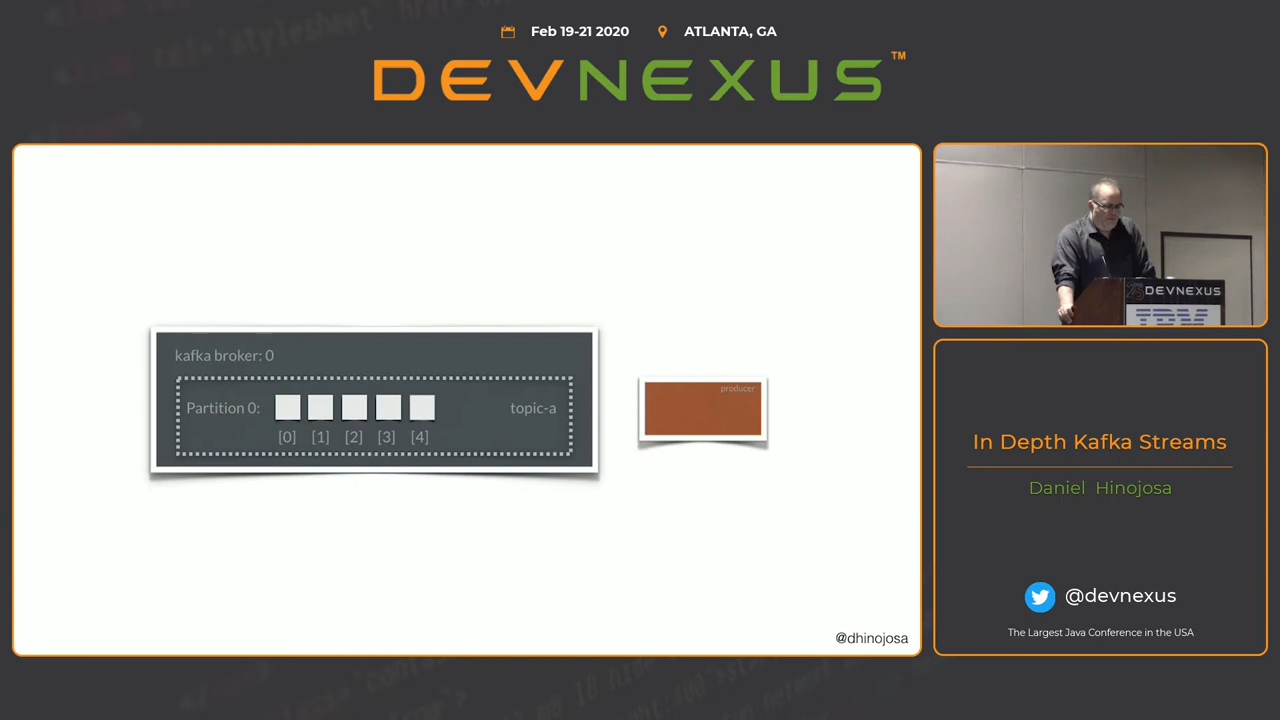 Feb 19-21 2020 ATLANTA, GA
DEVNEXUS™
kafka broker: 0
Partition 0: topic-a
[0] [1] [2] [3] [4]
producer
@dhinojosa
DEVNEXUS
IBM
In Depth Kafka Streams
Daniel Hinojosa
@devnexus
The Largest Java Conference in the USA